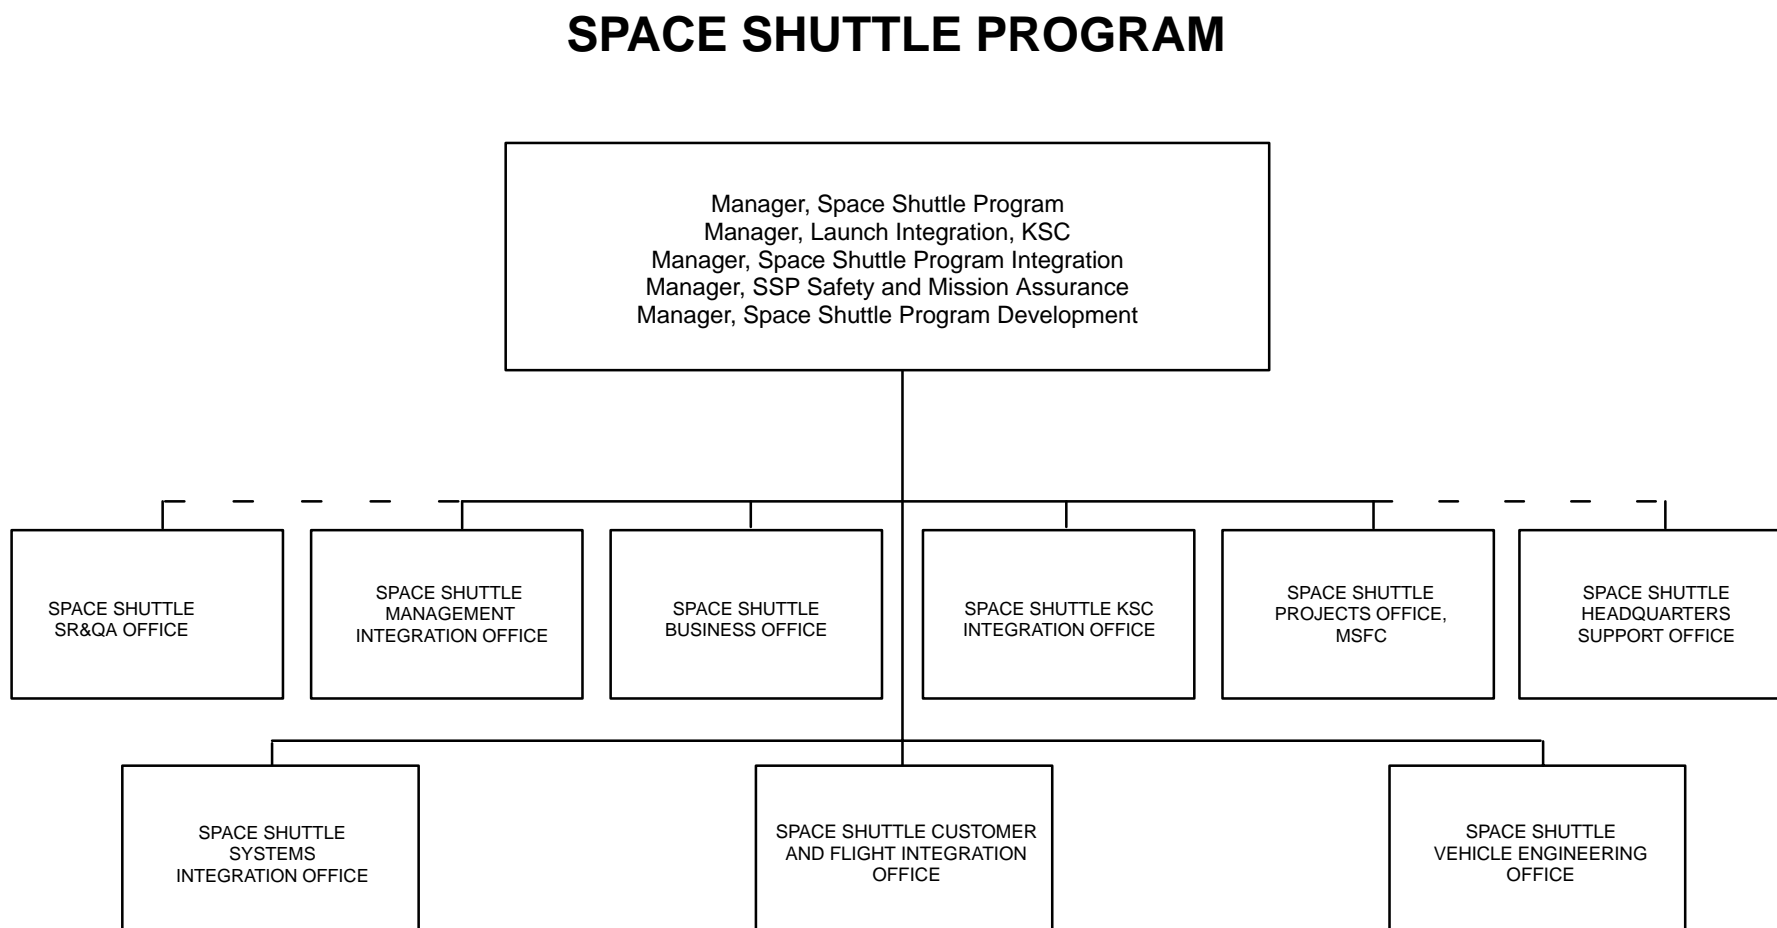 SPACE SHUTTLE PROGRAM
Manager, Space Shuttle Program
Manager, Launch Integration, KSC
Manager, Space Shuttle Program Integration
Manager, SSP Safety and Mission Assurance
Manager, Space Shuttle Program Development
SPACE SHUTTLE
SR&QA OFFICE
SPACE SHUTTLE
MANAGEMENT
INTEGRATION OFFICE
SPACE SHUTTLE
BUSINESS OFFICE
SPACE SHUTTLE KSC
INTEGRATION OFFICE
SPACE SHUTTLE
PROJECTS OFFICE,
MSFC
SPACE SHUTTLE
HEADQUARTERS
SUPPORT OFFICE
SPACE SHUTTLE
SYSTEMS
INTEGRATION OFFICE
SPACE SHUTTLE CUSTOMER
AND FLIGHT INTEGRATION
OFFICE
SPACE SHUTTLE
VEHICLE ENGINEERING
OFFICE